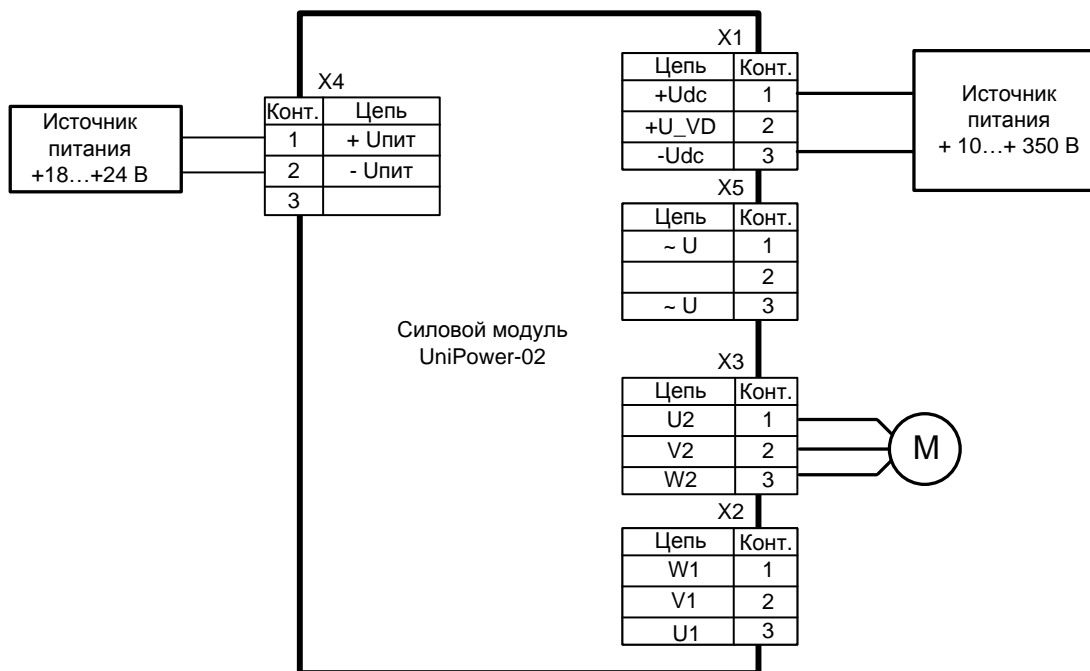 X4
Источник
питания
+18...+24 В
Конт. Цепь
1 + Uпит
2 - Uпит
3
Силовой модуль
UniPower-02
X1
Цепь Конт.
+Udc 1
+U_VD 2
-Udc 3
Источник
питания
+ 10...+ 350 В
X5
Цепь Конт.
~ U 1
2
~ U 3
X3
Цепь Конт.
U2 1
V2 2
W2 3
М
X2
Цепь Конт.
W1 1
V1 2
U1 3